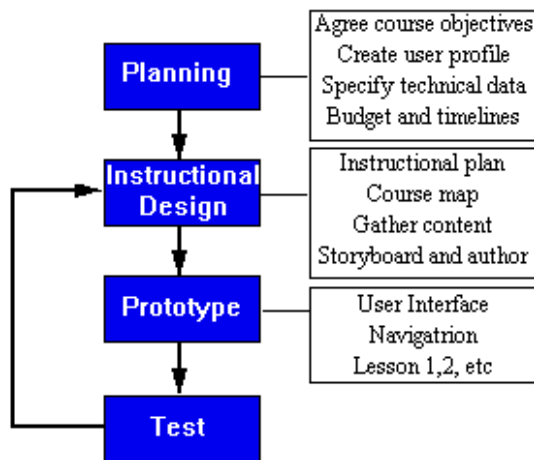 Planning
Agree course objectives
Create user profile
Specify technical data
Budget and timelines
Instructional
Design
Instructional plan
Course map
Gather content
Storyboard and author
Prototype
User Interface
Navigatrion
Lesson 1,2, etc
Test